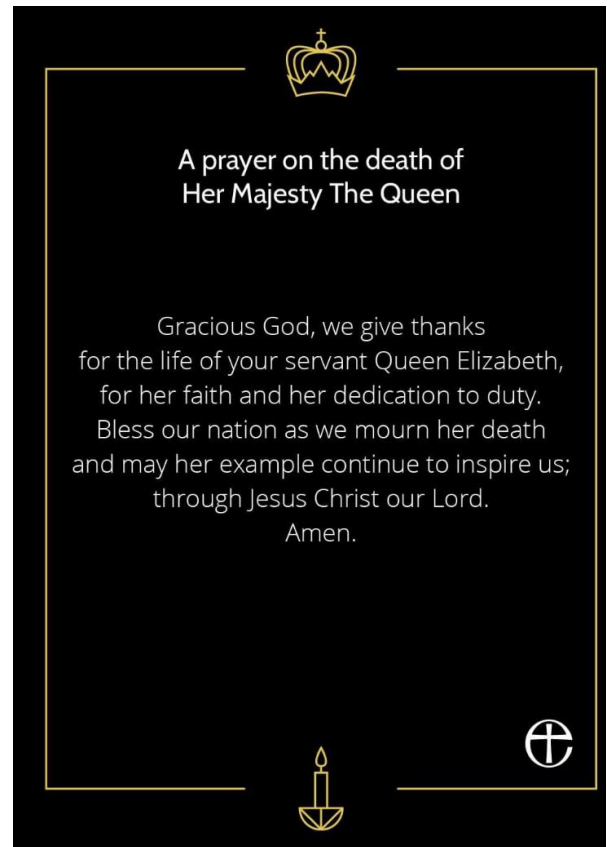 A prayer on the death of
Her Majesty The Queen
Gracious God, we give thanks
for the life of your servant Queen Elizabeth,
for her faith and her dedication to duty.
Bless our nation as we mourn her death
and may her example continue to inspire us;
through Jesus Christ our Lord.
Amen.